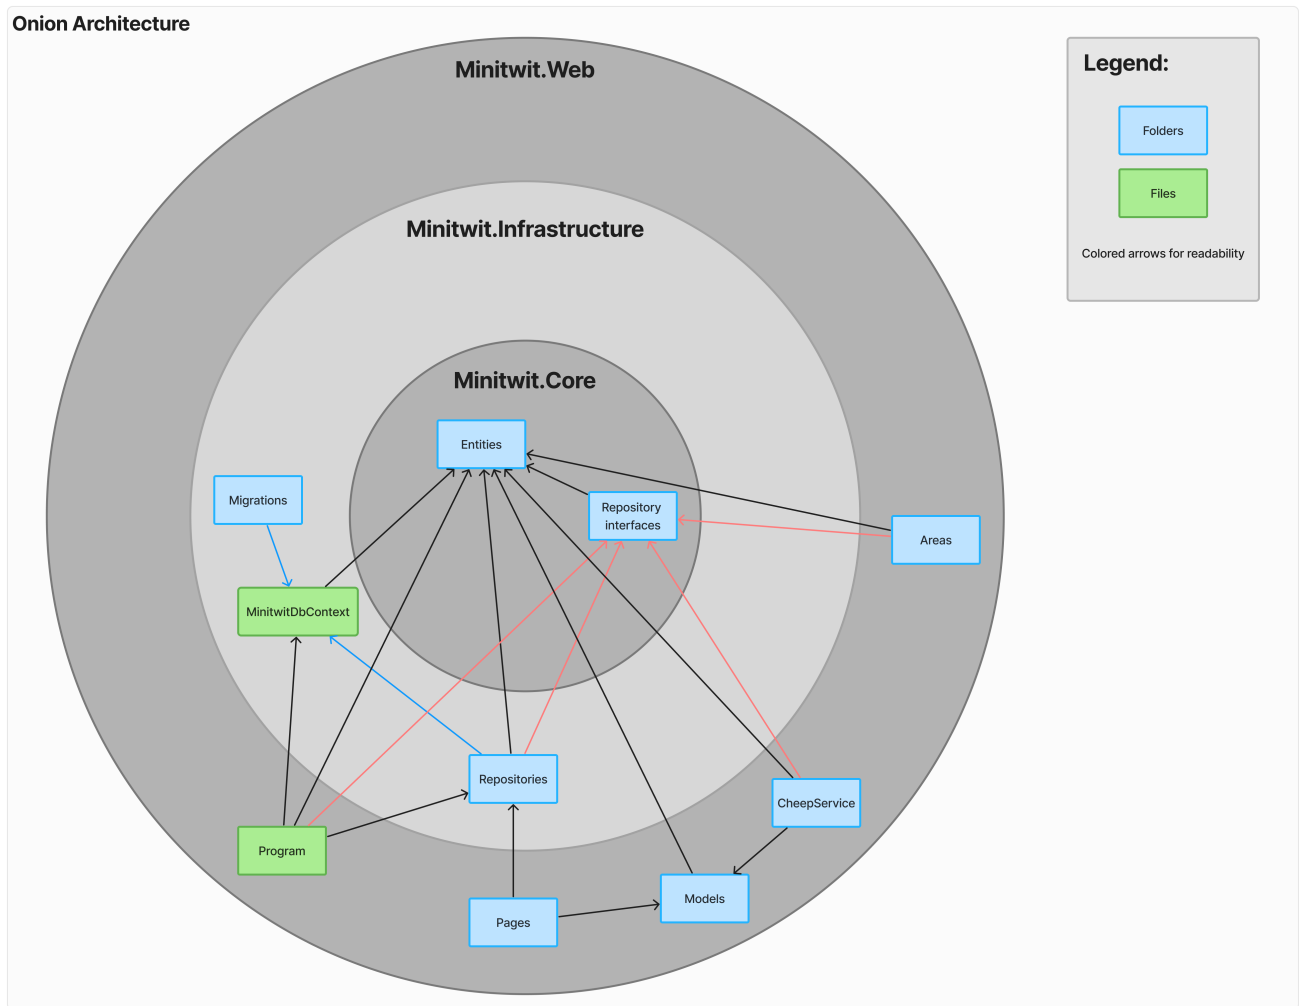 Onion Architecture
Minitwit.Web
Legend:
Folders
Files
Colored arrows for readability
Minitwit.Infrastructure
Minitwit.Core
Entities
Migrations
Repository
interfaces
Areas
MinitwitDbContext
Repositories
CheepService
Program
Models
Pages